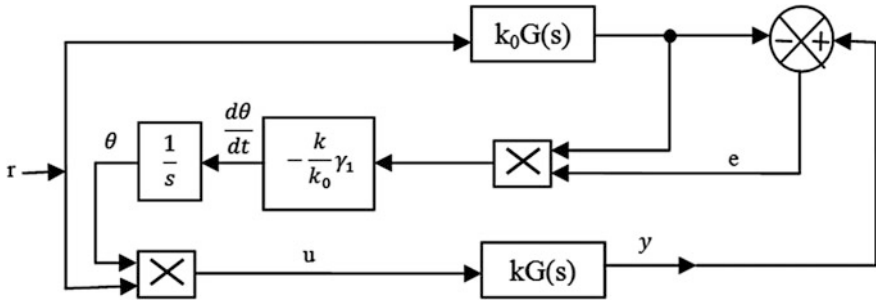 k₀G(s)
− +
dθ/dt
θ
1/s
−k/k₀ γ₁
r
e
u
kG(s)
y